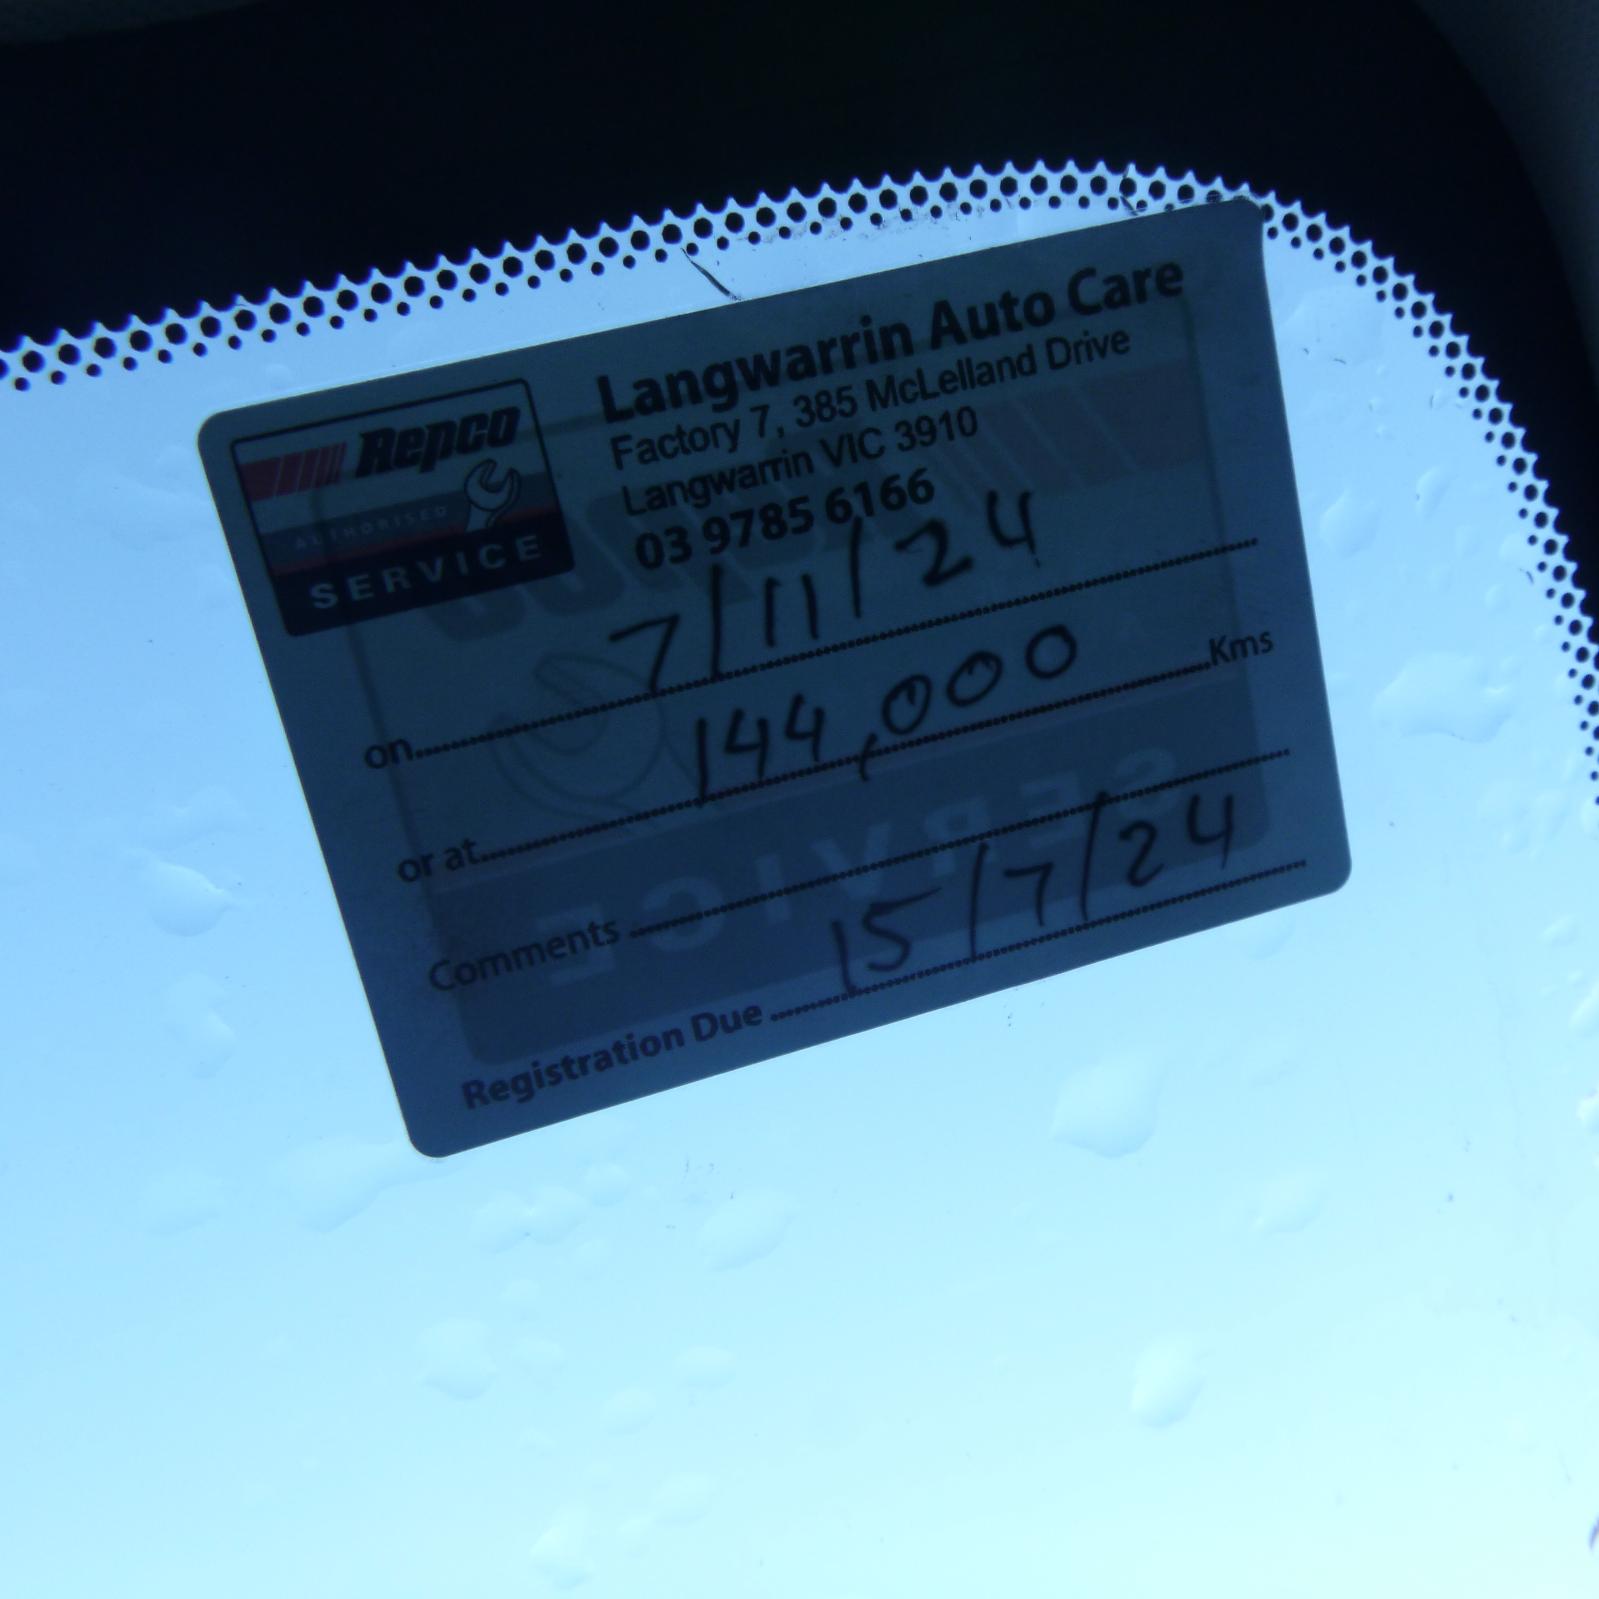 Repco
AUTHORISED
SERVICE
Langwarrin Auto Care
Factory 7, 385 McLelland Drive
Langwarrin VIC 3910
03 9785 6166
on 7/11/24
or at 144,000 Kms
Comments
Registration Due 15/7/24
SERVICE